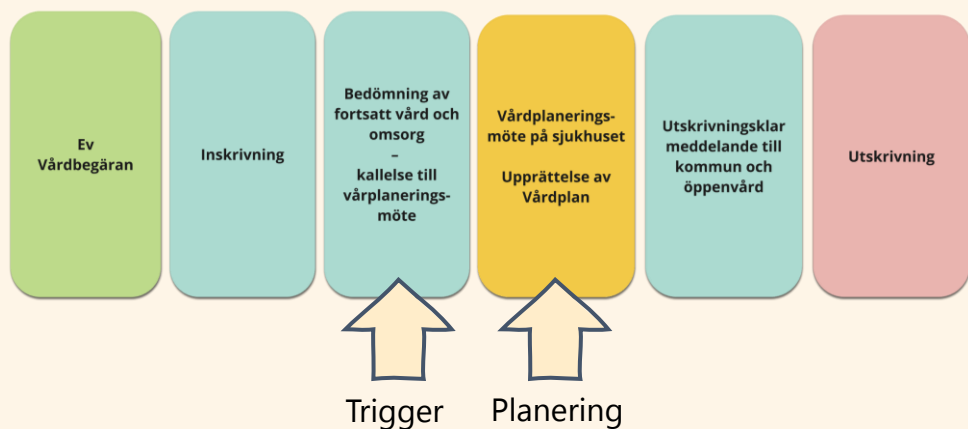 Ev
Vårdbegäran
Inskrivning
Bedömning av
fortsatt vård och
omsorg
–
kallelse till
vårplanerings-
möte
Vårdplanerings-
möte på sjukhuset
Upprättelse av
Vårdplan
Utskrivningsklar
meddelande till
kommun och
öppenvård
Utskrivning
Trigger
Planering